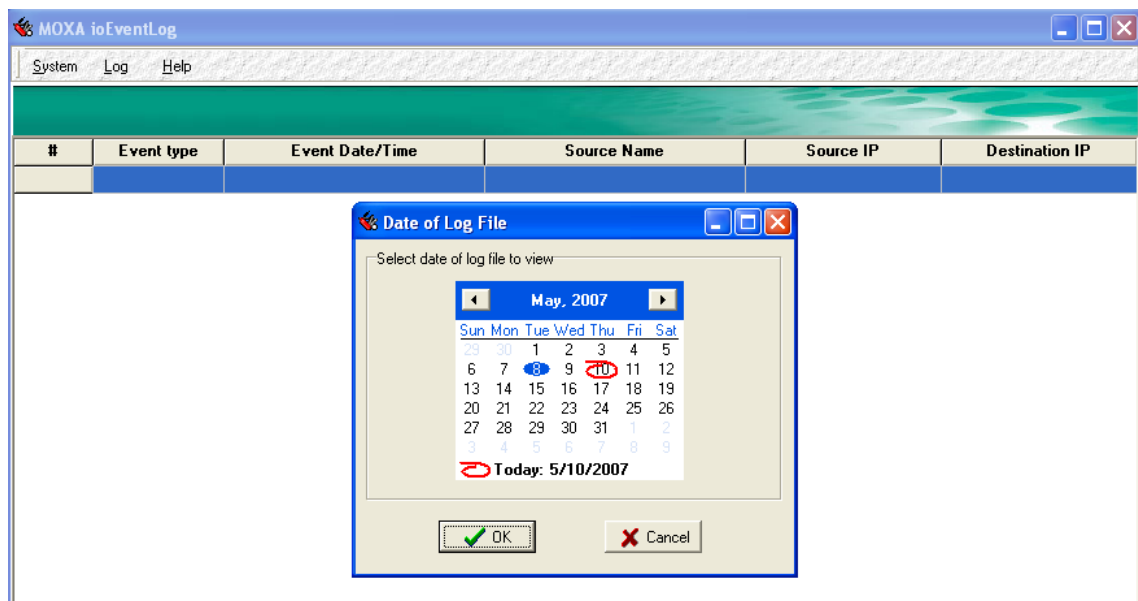 MOXA ioEventLog
System Log Help
# Event type Event Date/Time Source Name Source IP Destination IP
Date of Log File
Select date of log file to view
May, 2007
Sun Mon Tue Wed Thu Fri Sat
29 30 1 2 3 4 5
6 7 8 9 10 11 12
13 14 15 16 17 18 19
20 21 22 23 24 25 26
27 28 29 30 31 1 2
3 4 5 6 7 8 9
Today: 5/10/2007
OK Cancel